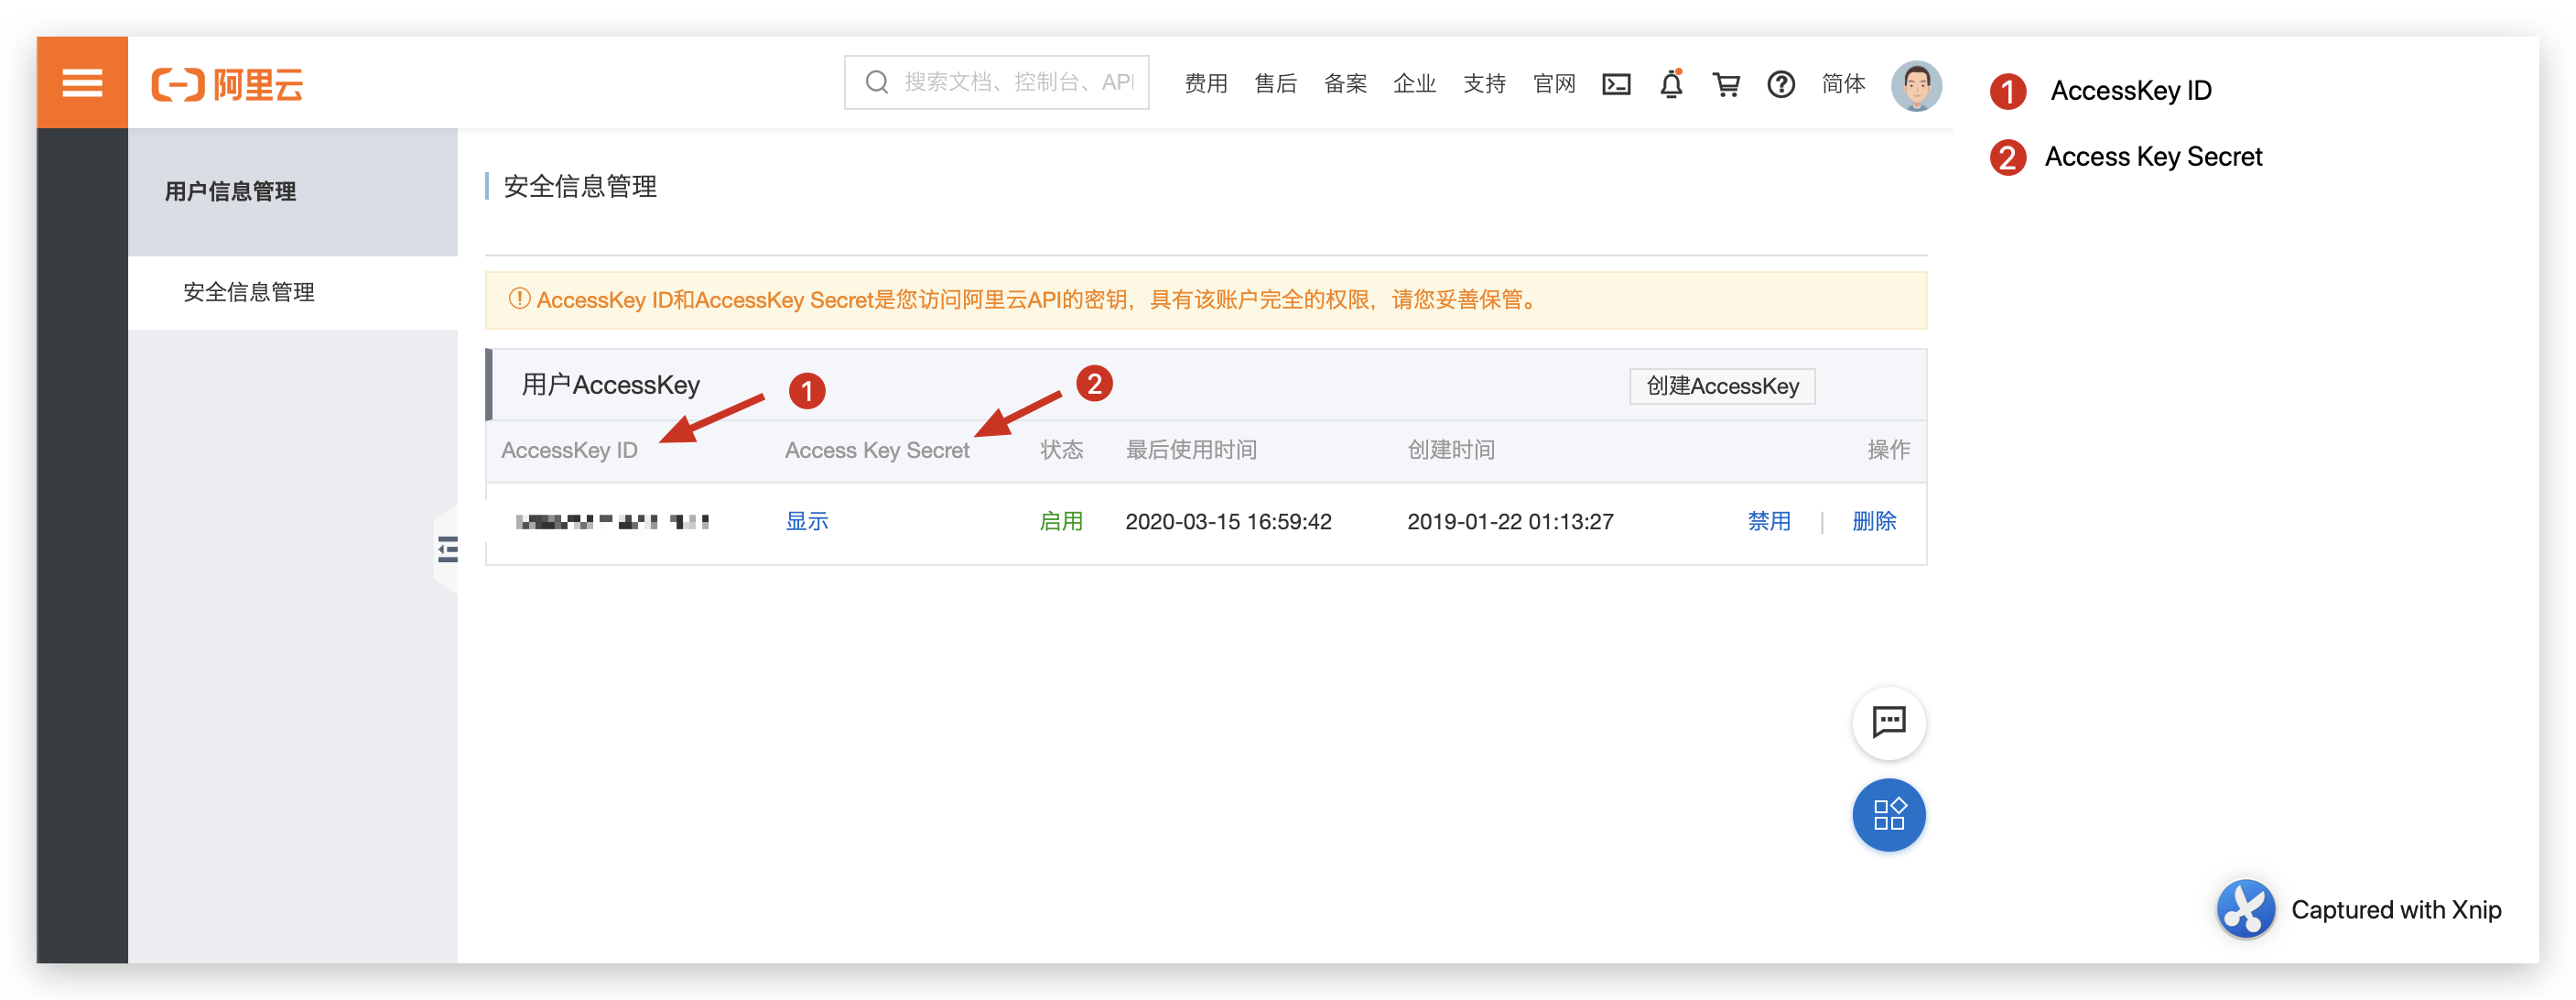 阿里云
搜索文档、控制台、API
费用 售后 备案 企业 支持 官网 简体
1 AccessKey ID
2 Access Key Secret
用户信息管理
安全信息管理
安全信息管理
AccessKey ID和AccessKey Secret是您访问阿里云API的密钥，具有该账户完全的权限，请您妥善保管。
用户AccessKey 1 2 创建AccessKey
AccessKey ID Access Key Secret 状态 最后使用时间 创建时间 操作
显示 启用 2020-03-15 16:59:42 2019-01-22 01:13:27 禁用 | 删除
Captured with Xnip